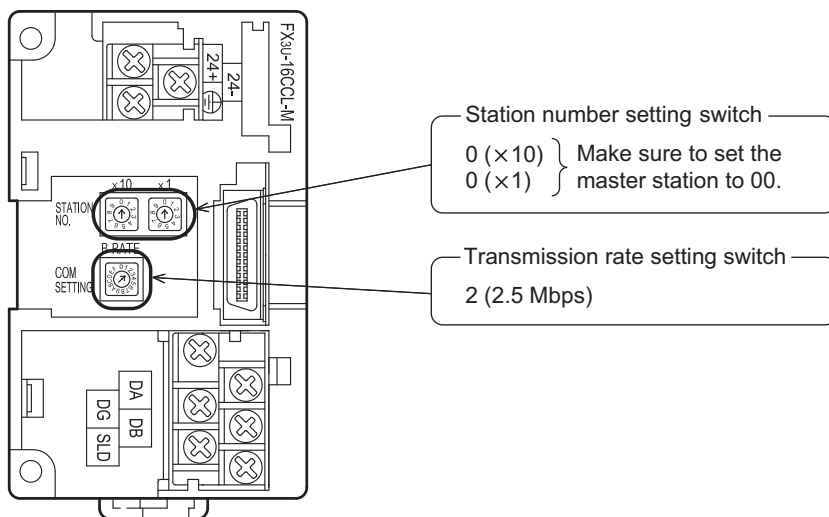 FX3U-16CCL-M
24+
24-
×10 ×1
STATION
NO.
B RATE
COM
SETTING
DA
DG
DB
SLD
Station number setting switch
0 (×10)
0 (×1)
Make sure to set the
master station to 00.
Transmission rate setting switch
2 (2.5 Mbps)